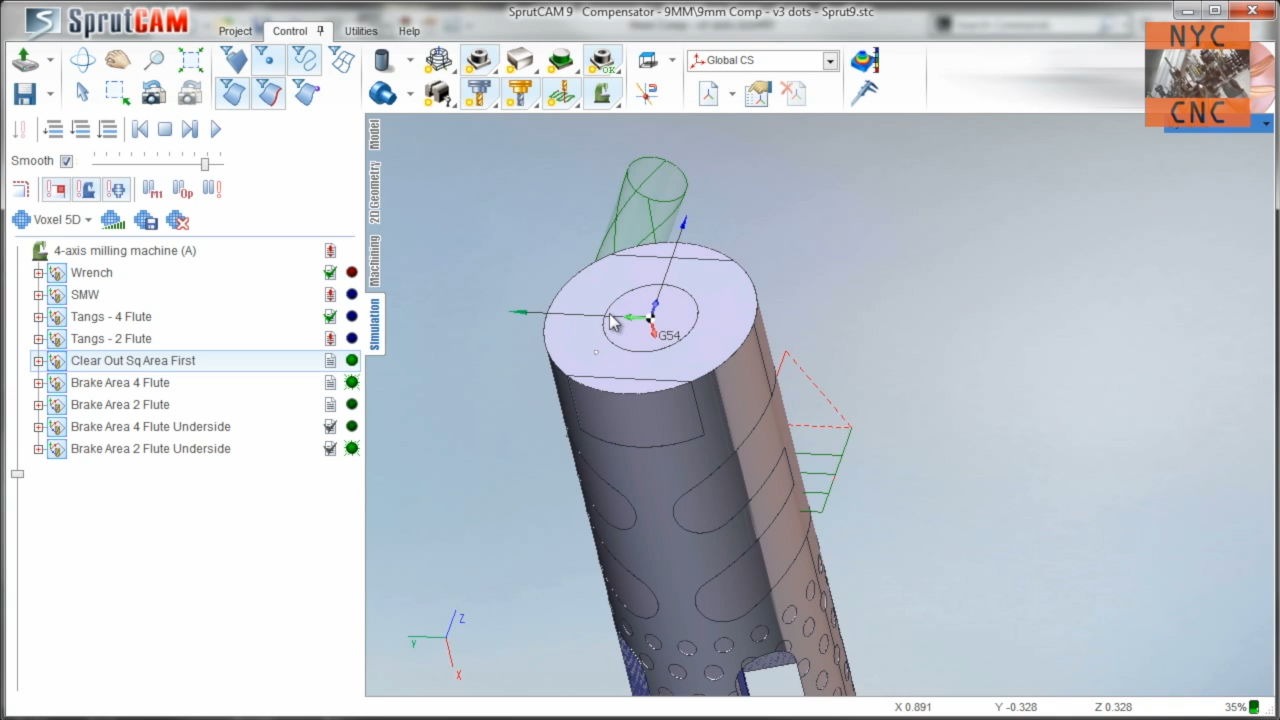 SprutCAM 9 Compensator - 9MM\9mm Comp - v3 dots - Sprut9.stc
SprutCAM
Project
Control
Utilities
Help
Global CS
NYC
CNC
Smooth
M1
Op
Voxel 5D
4-axis milling machine (A)
Wrench
SMW
Tangs - 4 Flute
Tangs - 2 Flute
Clear Out Sq Area First
Brake Area 4 Flute
Brake Area 2 Flute
Brake Area 4 Flute Underside
Brake Area 2 Flute Underside
Model
2D Geometry
Machining
Simulation
G54
Z
Y
X
X 0.891
Y -0.328
Z 0.328
35%